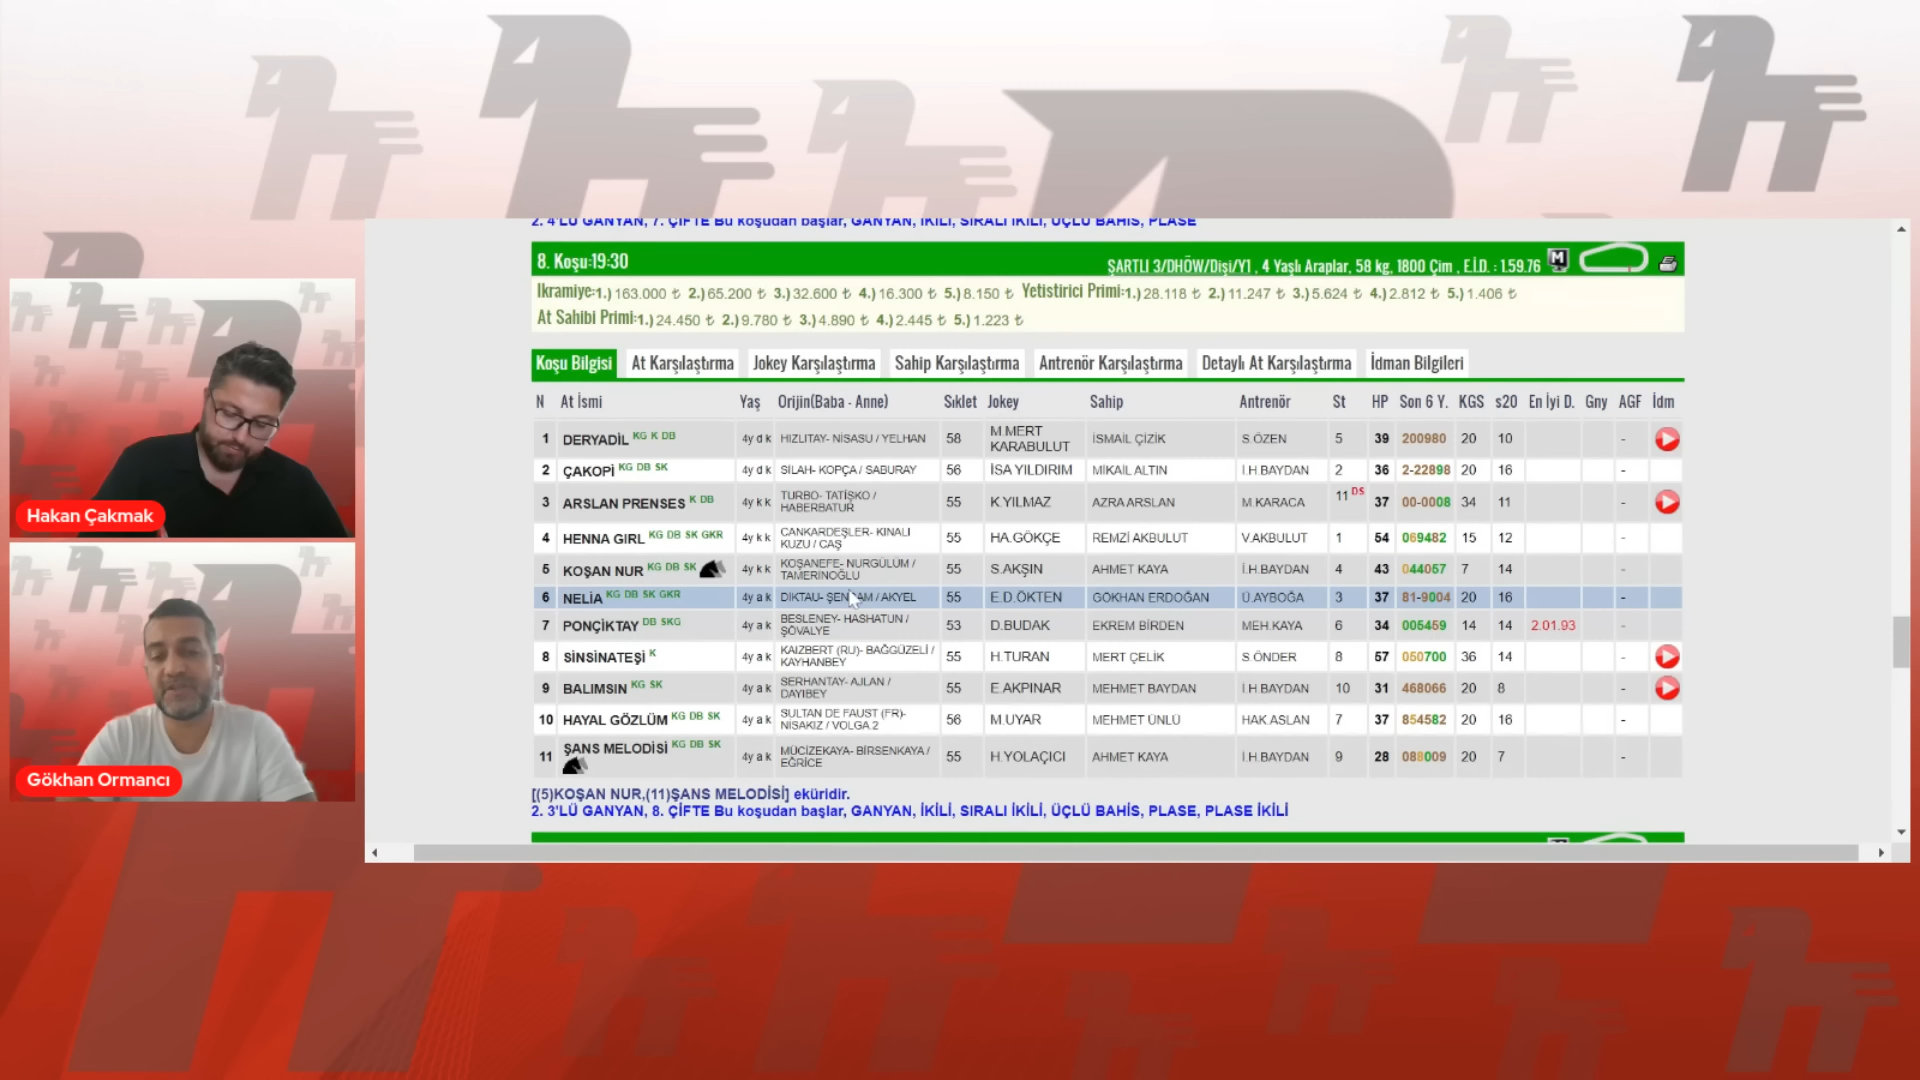 2. 4'LÜ GANYAN, 7. ÇİFTE Bu koşudan başlar, GANYAN, İKİLİ, SIRALI İKİLİ, ÜÇLÜ BAHİS, PLASE
8. Koşu:19:30
ŞARTLI 3/DHÖW/Dişi/Y1 , 4 Yaşlı Araplar, 58 kg, 1800 Çim , E.İ.D. : 1.59.76
İkramiye:1.) 163.000 ₺ 2.) 65.200 ₺ 3.) 32.600 ₺ 4.) 16.300 ₺ 5.) 8.150 ₺ Yetistirici Primi:1.) 28.118 ₺ 2.) 11.247 ₺ 3.) 5.624 ₺ 4.) 2.812 ₺ 5.) 1.406 ₺
At Sahibi Primi:1.) 24.450 ₺ 2.) 9.780 ₺ 3.) 4.890 ₺ 4.) 2.445 ₺ 5.) 1.223 ₺
Koşu Bilgisi At Karşılaştırma Jokey Karşılaştırma Sahip Karşılaştırma Antrenör Karşılaştırma Detaylı At Karşılaştırma İdman Bilgileri
N At İsmi Yaş Orijin(Baba - Anne) Sıklet Jokey Sahip Antrenör St HP Son 6 Y. KGS s20 En İyi D. Gny AGF İdm
1 DERYADİL KG K DB 4y d k HIZLITAY- NİSASU / YELHAN 58 M.MERT KARABULUT İSMAİL ÇİZİK S.ÖZEN 5 39 200980 20 10 -
2 ÇAKOPİ KG DB SK 4y d k SİLAH- KOPÇA / SABURAY 56 İSA YILDIRIM MİKAİL ALTIN İ.H.BAYDAN 2 36 2-22898 20 16 -
3 ARSLAN PRENSES K DB 4y k k TURBO- TATİŞKO / HABERBATUR 55 K.YILMAZ AZRA ARSLAN M.KARACA 11 DS 37 00-0008 34 11 -
4 HENNA GIRL KG DB SK GKR 4y k k CANKARDEŞLER- KINALI KUZU / CAŞ 55 HA.GÖKÇE REMZİ AKBULUT V.AKBULUT 1 54 069482 15 12 -
5 KOŞAN NUR KG DB SK 4y k k KOŞANEFE- NURGÜLÜM / TAMERINOĞLU 55 S.AKŞIN AHMET KAYA İ.H.BAYDAN 4 43 044057 7 14 -
6 NELİA KG DB SK GKR 4y a k DİKTAU- / AKYEL 55 E.D.ÖKTEN GÖKHAN ERDOĞAN Ü.AYBOĞA 3 37 81-9004 20 16 -
7 PONÇİKTAY DB SKG 4y a k BESLENEY- HASHATUN / ŞÖVALYE 53 D.BUDAK EKREM BİRDEN MEH.KAYA 6 34 005459 14 14 2.01.93 -
8 SİNSİNATEŞİ K 4y a k KAIZBERT (RU)- BAĞGÜZELİ / KAYHANBEY 55 H.TURAN MERT ÇELİK S.ÖNDER 8 57 050700 36 14 -
9 BALIMSIN KG SK 4y a k SERHANTAY- AJLAN / DAYIBEY 55 E.AKPINAR MEHMET BAYDAN İ.H.BAYDAN 10 31 468066 20 8 -
10 HAYAL GÖZLÜM KG DB SK 4y a k SULTAN DE FAUST (FR)- NISAKIZ / VOLGA 2 56 M.UYAR MEHMET ÜNLÜ HAK.ASLAN 7 37 854582 20 16 -
11 ŞANS MELODİSİ KG DB SK 4y a k MÜCİZEKAYA- BİRSENKAYA / EĞRİCE 55 H.YOLAÇICI AHMET KAYA İ.H.BAYDAN 9 28 088009 20 7 -
[(5)KOŞAN NUR,(11)ŞANS MELODİSİ] eküridir.
2. 3'LÜ GANYAN, 8. ÇİFTE Bu koşudan başlar, GANYAN, İKİLİ, SIRALI İKİLİ, ÜÇLÜ BAHİS, PLASE, PLASE İKİLİ
Hakan Çakmak
Gökhan Ormancı